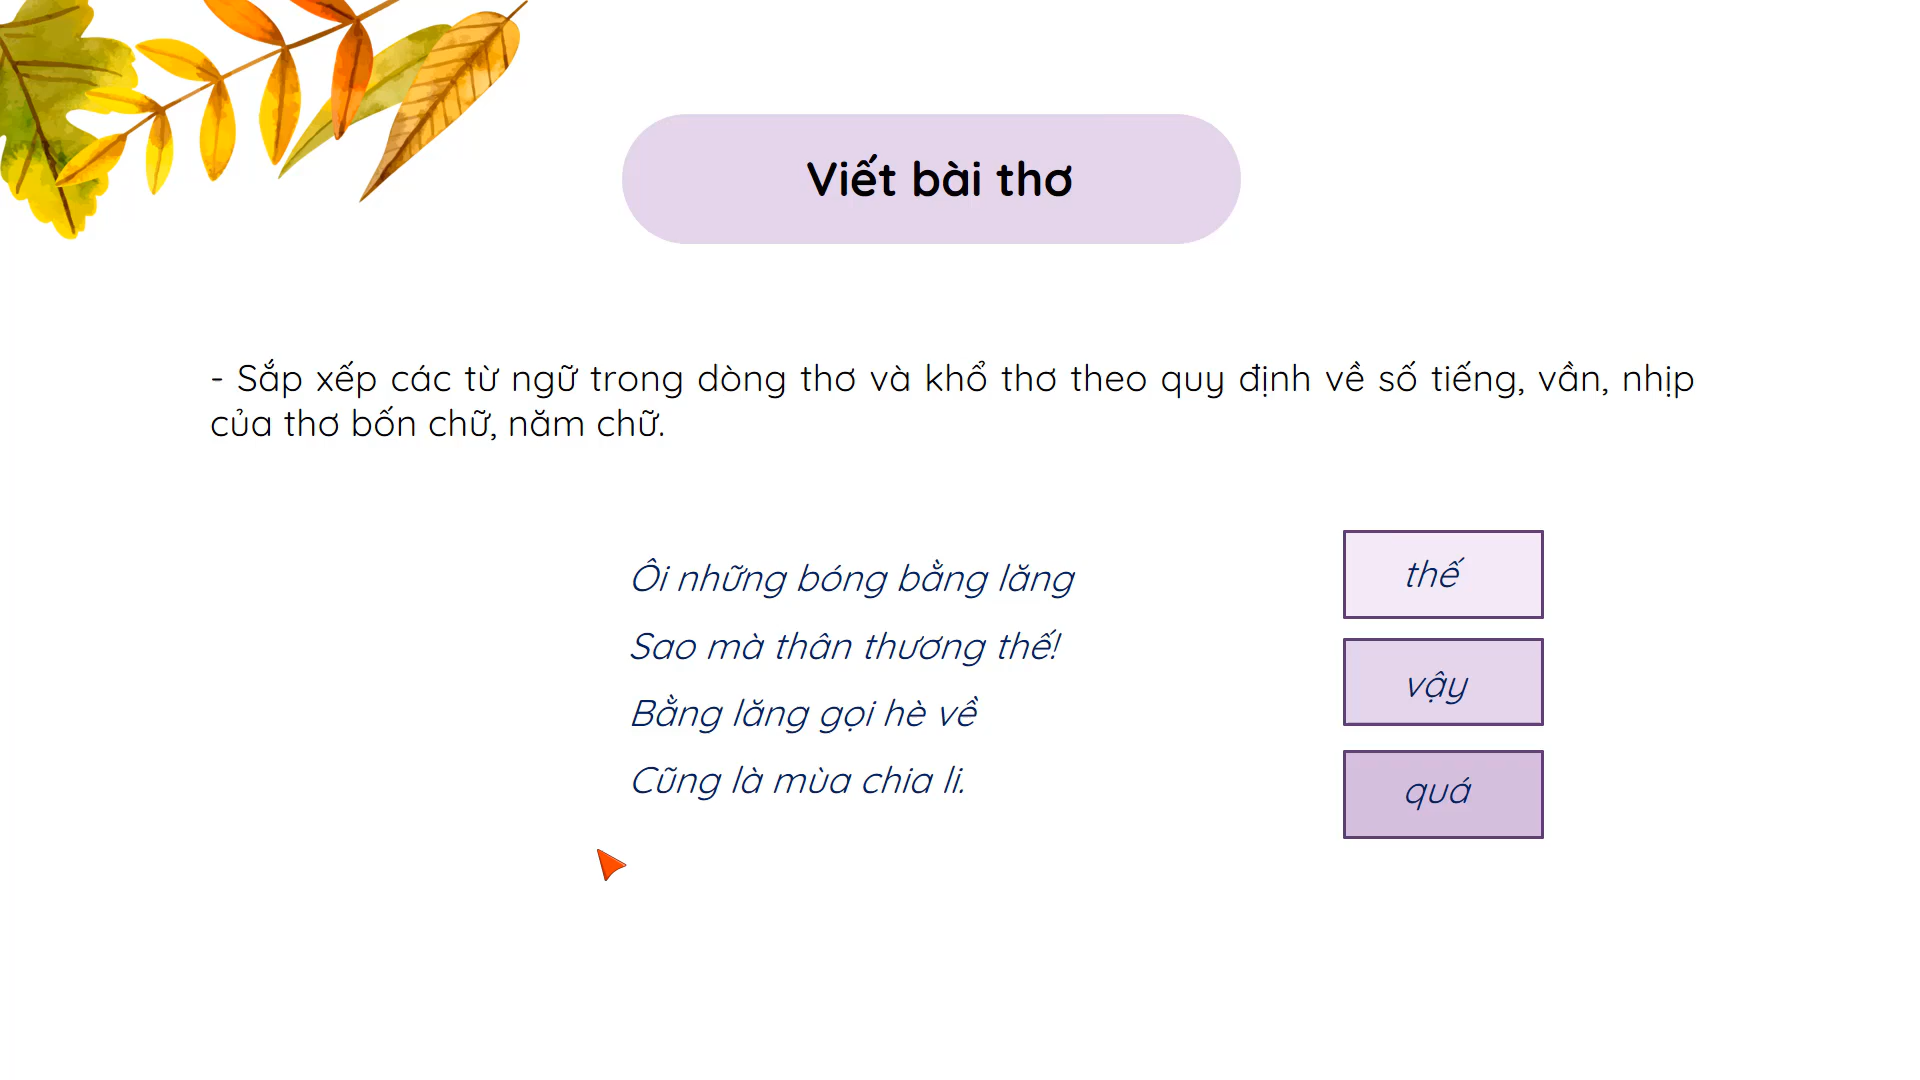 Viết bài thơ
- Sắp xếp các từ ngữ trong dòng thơ và khổ thơ theo quy định về số tiếng, vần, nhịp
của thơ bốn chữ, năm chữ.
Ôi những bóng bằng lăng
Sao mà thân thương thế!
Bằng lăng gọi hè về
Cũng là mùa chia li.
thế
vậy
quá